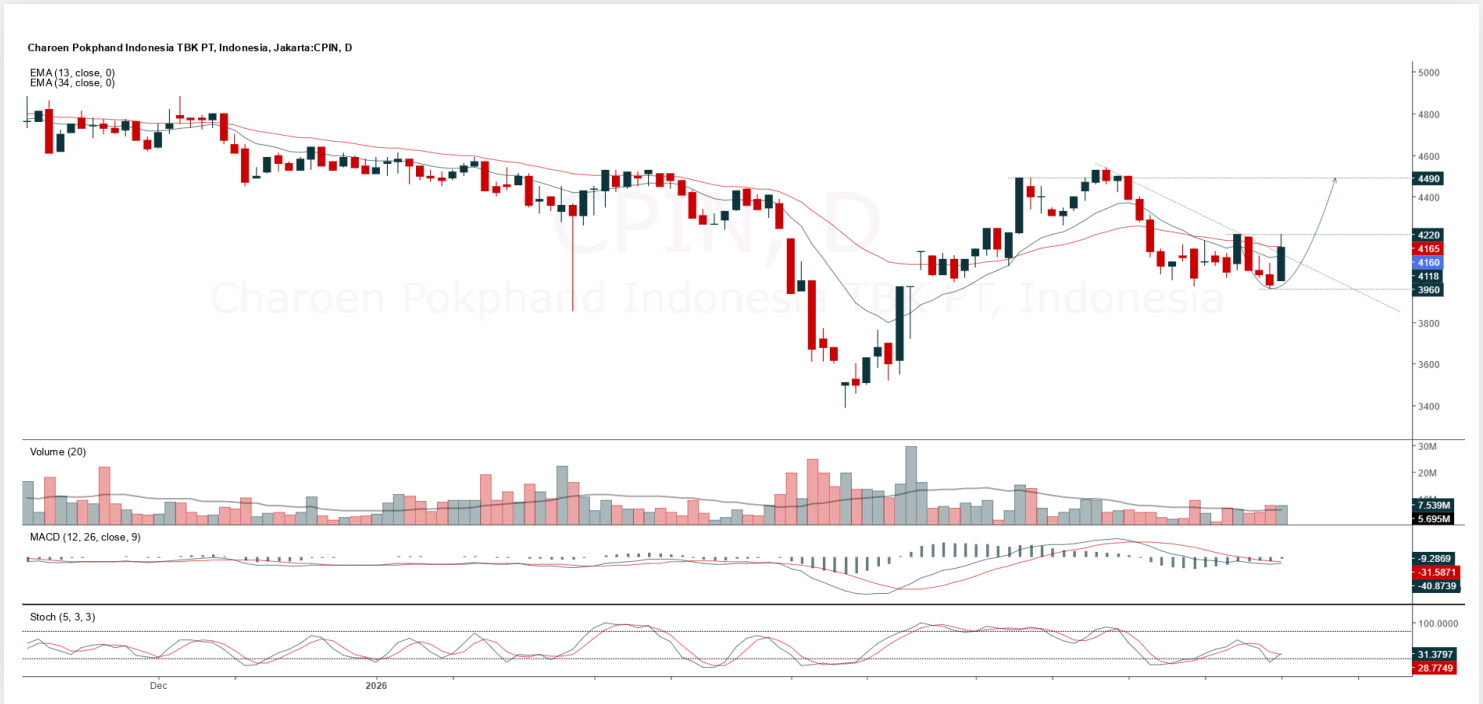 Charoen Pokphand Indonesia TBK PT, Indonesia, Jakarta:CPIN, D
EMA (13, close, 0)
EMA (34, close, 0)
CPIN, D
Charoen Pokphand Indonesia TBK PT, Indonesia
5000
4800
4600
4490
4400
4220
4165
4160
4118
3960
3800
3600
3400
Volume (20)
30M
20M
7.539M
5.695M
MACD (12, 26, close, 9)
-9.2869
-31.5871
-40.8739
Stoch (5, 3, 3)
100.0000
31.3797
28.7749
Dec
2026